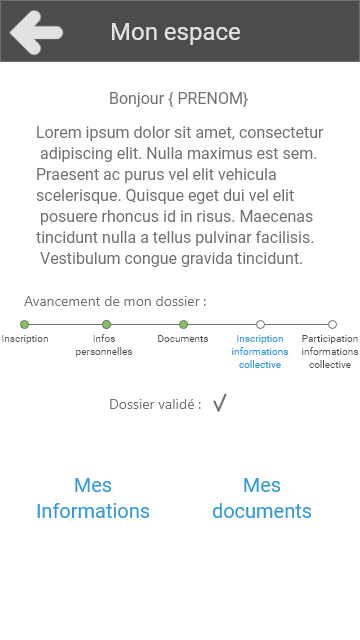 Mon espace
Bonjour { PRENOM}
Lorem ipsum dolor sit amet, consectetur
adipiscing elit. Nulla maximus est sem.
Praesent ac purus vel elit vehicula
scelerisque. Quisque eget dui vel elit
posuere rhoncus id in risus. Maecenas
tincidunt nulla a tellus pulvinar facilisis.
Vestibulum congue gravida tincidunt.
Avancement de mon dossier :
Inscription
Infos
personnelles
Documents
Inscription
informations
collective
Participation
informations
collective
Dossier validé :
Mes
Informations
Mes
documents